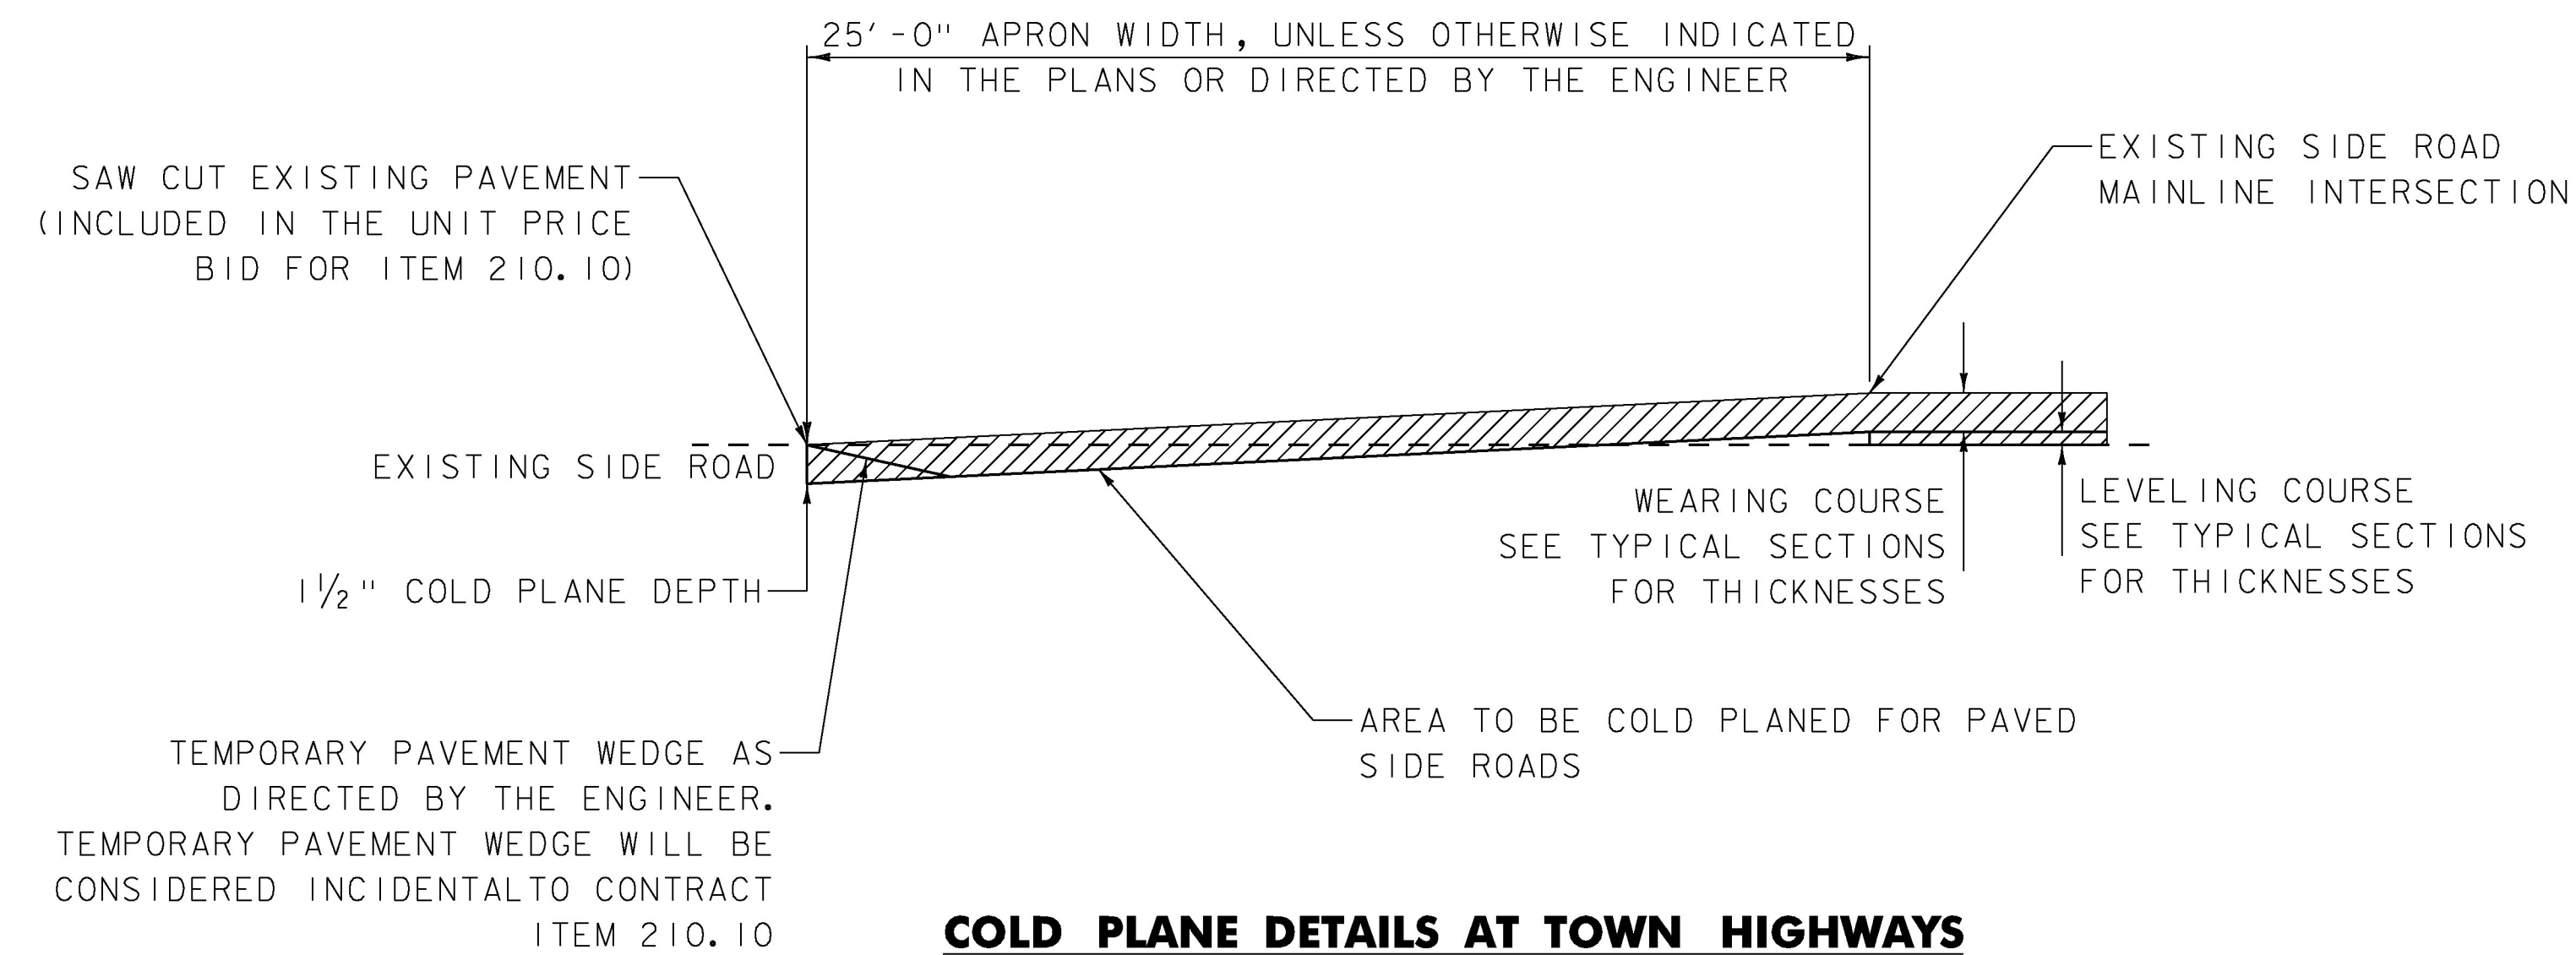 25'-0" APRON WIDTH, UNLESS OTHERWISE INDICATED
IN THE PLANS OR DIRECTED BY THE ENGINEER
EXISTING SIDE ROAD
MAINLINE INTERSECTION
SAW CUT EXISTING PAVEMENT
(INCLUDED IN THE UNIT PRICE
BID FOR ITEM 210.10)
EXISTING SIDE ROAD
1½" COLD PLANE DEPTH
WEARING COURSE
SEE TYPICAL SECTIONS
FOR THICKNESSES
LEVELING COURSE
SEE TYPICAL SECTIONS
FOR THICKNESSES
AREA TO BE COLD PLANED FOR PAVED
SIDE ROADS
TEMPORARY PAVEMENT WEDGE AS
DIRECTED BY THE ENGINEER.
TEMPORARY PAVEMENT WEDGE WILL BE
CONSIDERED INCIDENTALTO CONTRACT
ITEM 210.10
COLD PLANE DETAILS AT TOWN HIGHWAYS